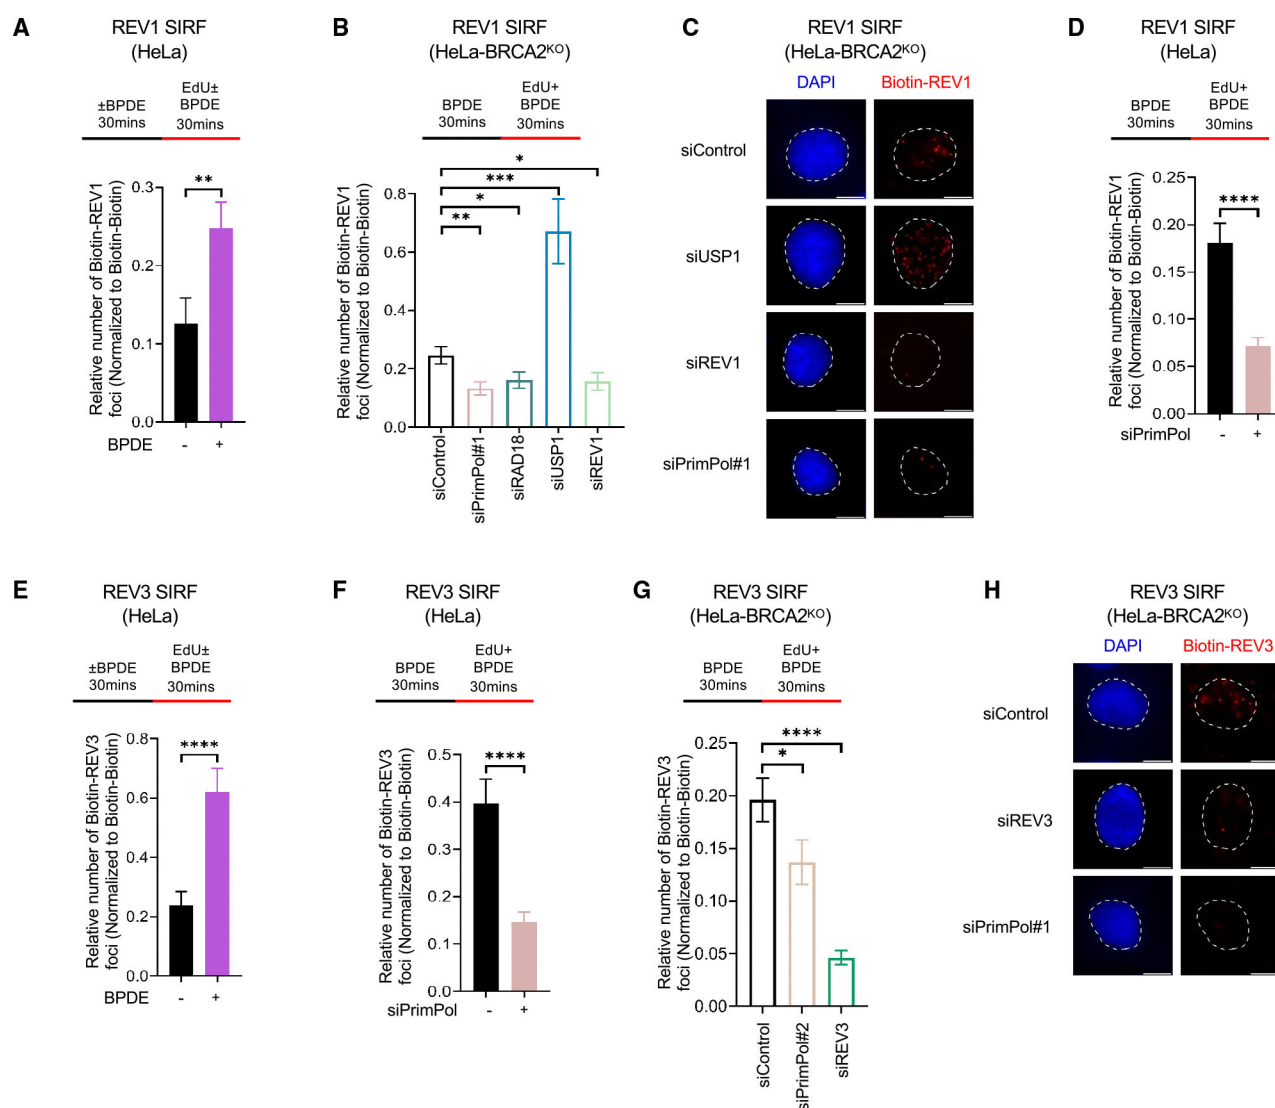 A
REV1 SIRF
(HeLa)
±BPDE
30mins
EdU±
BPDE
30mins
Relative number of Biotin-REV1
foci (Normalized to Biotin-Biotin)
0.3
0.2
0.1
0.0
**
BPDE - +
B
REV1 SIRF
(HeLa-BRCA2KO)
BPDE
30mins
EdU+
BPDE
30mins
Relative number of Biotin-REV1
foci (Normalized to Biotin-Biotin)
0.8
0.6
0.4
0.2
0.0
*
***
*
**
siControl
siPrimPol#1
siRAD18
siUSP1
siREV1
C
REV1 SIRF
(HeLa-BRCA2KO)
DAPI
Biotin-REV1
siControl
siUSP1
siREV1
siPrimPol#1
D
REV1 SIRF
(HeLa)
BPDE
30mins
EdU+
BPDE
30mins
Relative number of Biotin-REV1
foci (Normalized to Biotin-Biotin)
0.25
0.20
0.15
0.10
0.05
0.00
****
siPrimPol - +
E
REV3 SIRF
(HeLa)
±BPDE
30mins
EdU±
BPDE
30mins
Relative number of Biotin-REV3
foci (Normalized to Biotin-Biotin)
0.8
0.6
0.4
0.2
0.0
****
BPDE - +
F
REV3 SIRF
(HeLa)
BPDE
30mins
EdU+
BPDE
30mins
Relative number of Biotin-REV3
foci (Normalized to Biotin-Biotin)
0.5
0.4
0.3
0.2
0.1
0.0
****
siPrimPol - +
G
REV3 SIRF
(HeLa-BRCA2KO)
BPDE
30mins
EdU+
BPDE
30mins
Relative number of Biotin-REV3
foci (Normalized to Biotin-Biotin)
0.25
0.20
0.15
0.10
0.05
0.00
****
*
siControl
siPrimPol#2
siREV3
H
REV3 SIRF
(HeLa-BRCA2KO)
DAPI
Biotin-REV3
siControl
siREV3
siPrimPol#1